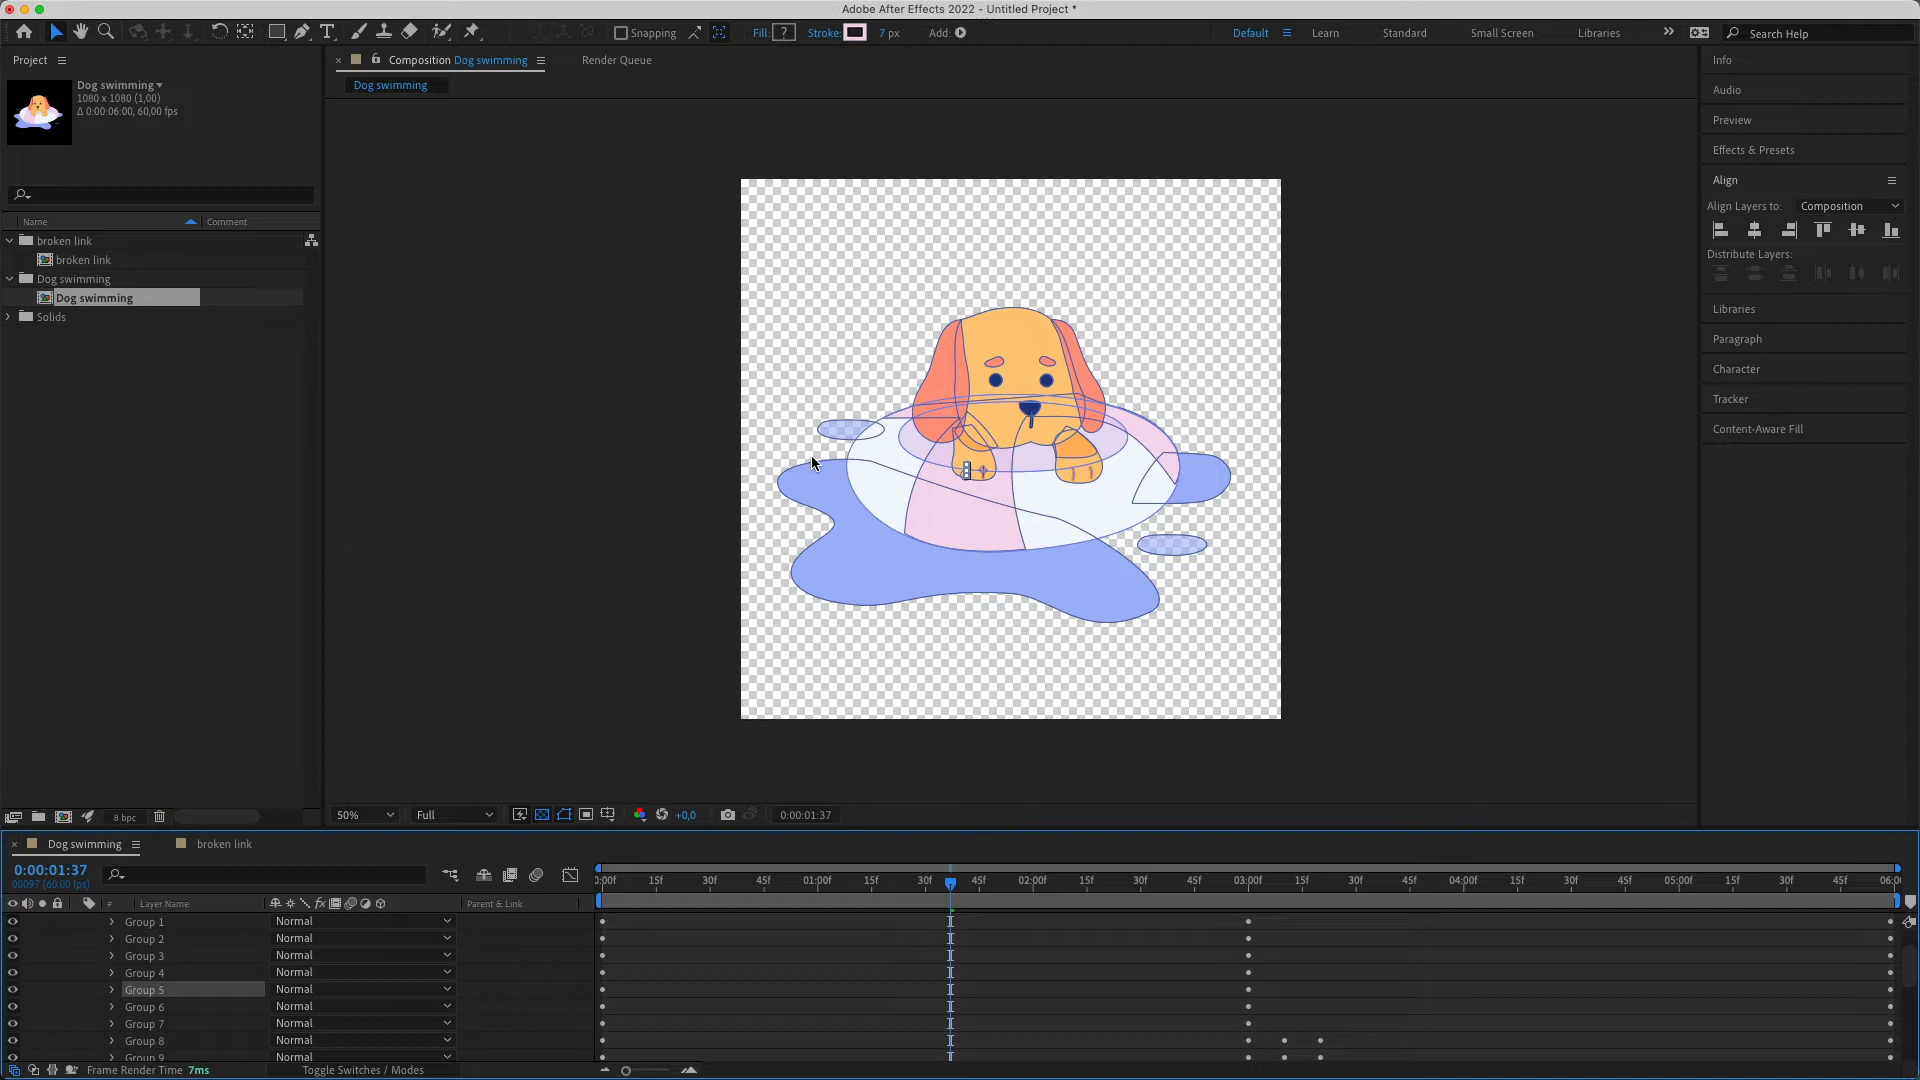 Adobe After Effects 2022 - Untitled Project *
Snapping
Fill: ?
Stroke:
7 px
Add:
Default
Learn
Standard
Small Screen
Libraries
Search Help
Project
Dog swimming
1080 x 1080 (1,00)
Δ 0:00:06:00, 60,00 fps
Composition Dog swimming
Render Queue
Dog swimming
Name
Comment
broken link
broken link
Dog swimming
Dog swimming
Solids
Info
Audio
Preview
Effects & Presets
Align
Align Layers to: Composition
Distribute Layers:
Libraries
Paragraph
Character
Tracker
Content-Aware Fill
8 bpc
50%
Full
+0,0
0:00:01:37
Dog swimming
broken link
0:00:01:37
00097 (60.00 fps)
0:00f 15f 30f 45f 01:00f 15f 30f 45f 02:00f 15f 30f 45f 03:00f 15f 30f 45f 04:00f 15f 30f 45f 05:00f 15f 30f 45f 06:00
# Layer Name
fx
Parent & Link
Group 1 Normal
Group 2 Normal
Group 3 Normal
Group 4 Normal
Group 5 Normal
Group 6 Normal
Group 7 Normal
Group 8 Normal
Group 9 Normal
Frame Render Time 7ms
Toggle Switches / Modes